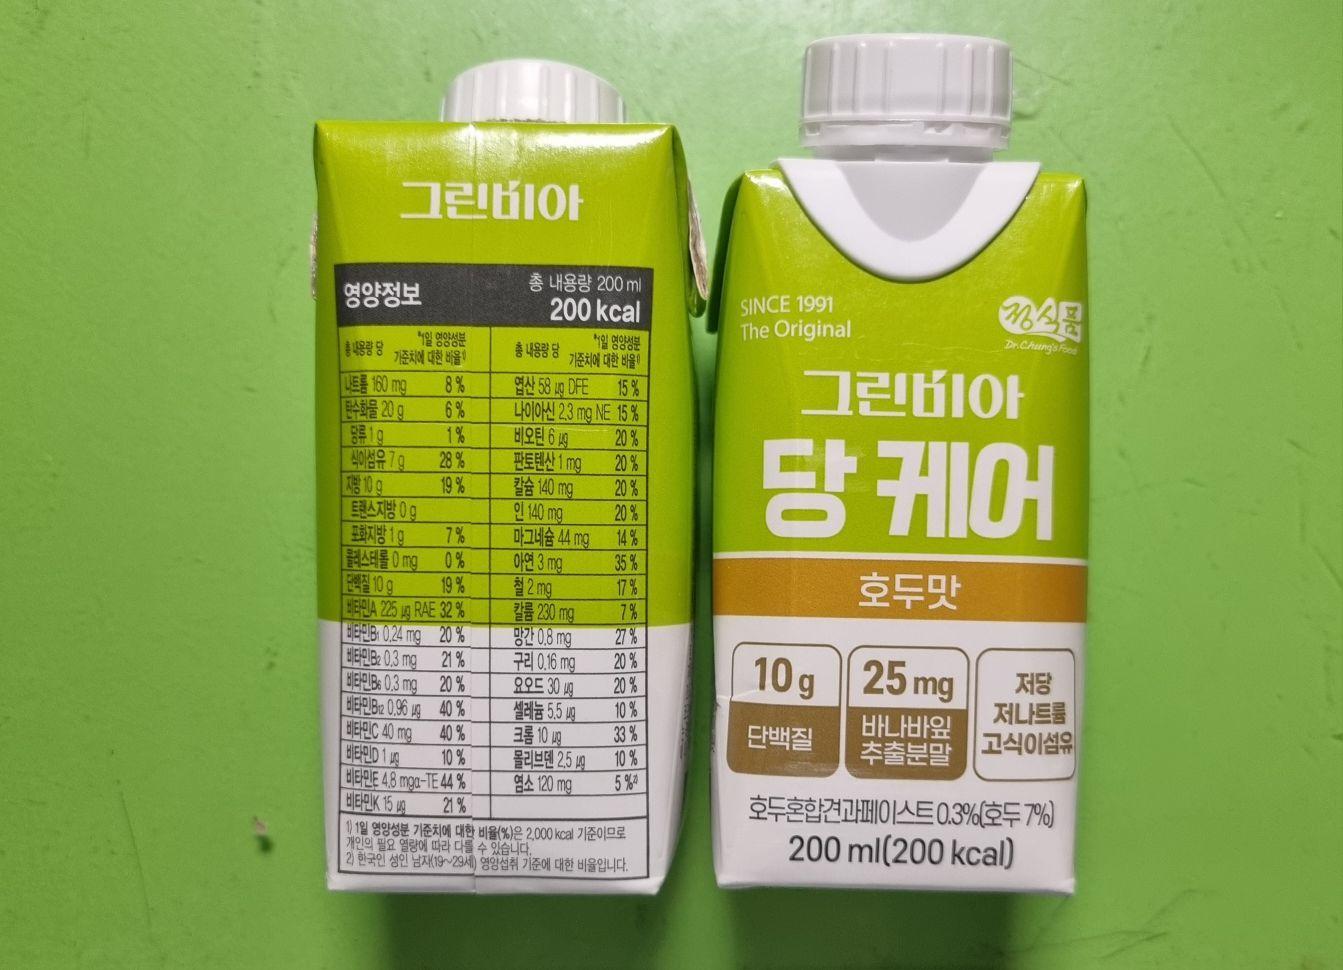 그린비아
영양정보
총 내용량 200 ml
200 kcal
총 내용량 당
*1일 영양성분
기준치에 대한 비율¹⁾
나트륨 160 mg 8 %
탄수화물 20 g 6 %
당류 1 g 1 %
식이섬유 7 g 28 %
지방 10 g 19 %
트랜스지방 0 g
포화지방 1 g 7 %
콜레스테롤 0 mg 0 %
단백질 10 g 19 %
비타민A 225 μg RAE 32 %
비타민B₁ 0.24 mg 20 %
비타민B₂ 0.3 mg 21 %
비타민B₆ 0.3 mg 20 %
비타민B₁₂ 0.96 μg 40 %
비타민C 40 mg 40 %
비타민D 1 μg 10 %
비타민E 4.8 mgα-TE 44 %
비타민K 15 μg 21 %
총 내용량 당
*1일 영양성분
기준치에 대한 비율¹⁾
엽산 58 μg DFE 15 %
나이아신 2.3 mg NE 15 %
비오틴 6 μg 20 %
판토텐산 1 mg 20 %
칼슘 140 mg 20 %
인 140 mg 20 %
마그네슘 44 mg 14 %
아연 3 mg 35 %
철 2 mg 17 %
칼륨 230 mg 7 %
망간 0.8 mg 27 %
구리 0.16 mg 20 %
요오드 30 μg 20 %
셀레늄 5.5 μg 10 %
크롬 10 μg 33 %
몰리브덴 2.5 μg 10 %
염소 120 mg 5 %²⁾
1) 1일 영양성분 기준치에 대한 비율(%)은 2,000 kcal 기준이므로
개인의 필요 열량에 따라 다를 수 있습니다.
2) 한국인 성인 남자(19~29세) 영양섭취 기준에 대한 비율입니다.
SINCE 1991
The Original
정식품
Dr.Chung's Food
그린비아
당 케어
호두맛
10 g
단백질
25 mg
바나바잎
추출분말
저당
저나트륨
고식이섬유
호두혼합견과페이스트 0.3%(호두 7%)
200 ml(200 kcal)